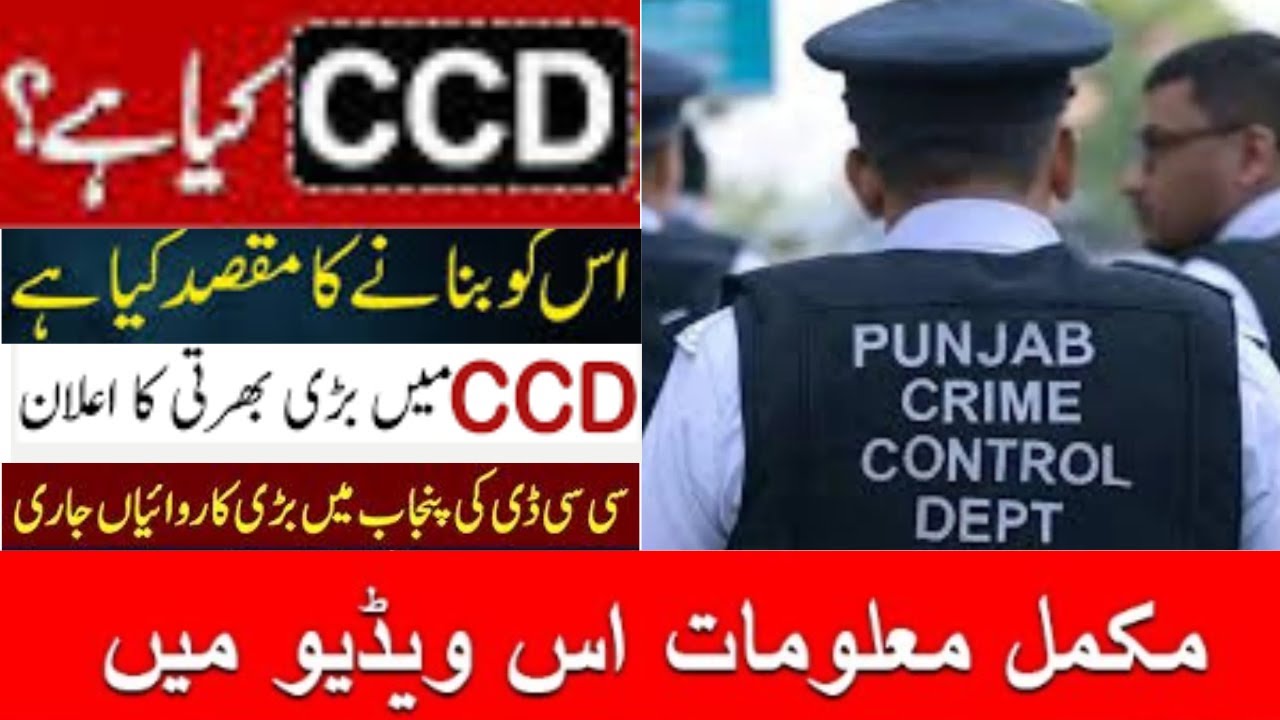 CCD کیا ہے؟
اس کو بنانے کا مقصد کیا ہے
CCD میں بڑی بھرتی کا اعلان
سی سی ڈی کی پنجاب میں بڑی کاروائیاں جاری
PUNJAB
CRIME
CONTROL
DEPT
مکمل معلومات اس ویڈیو میں